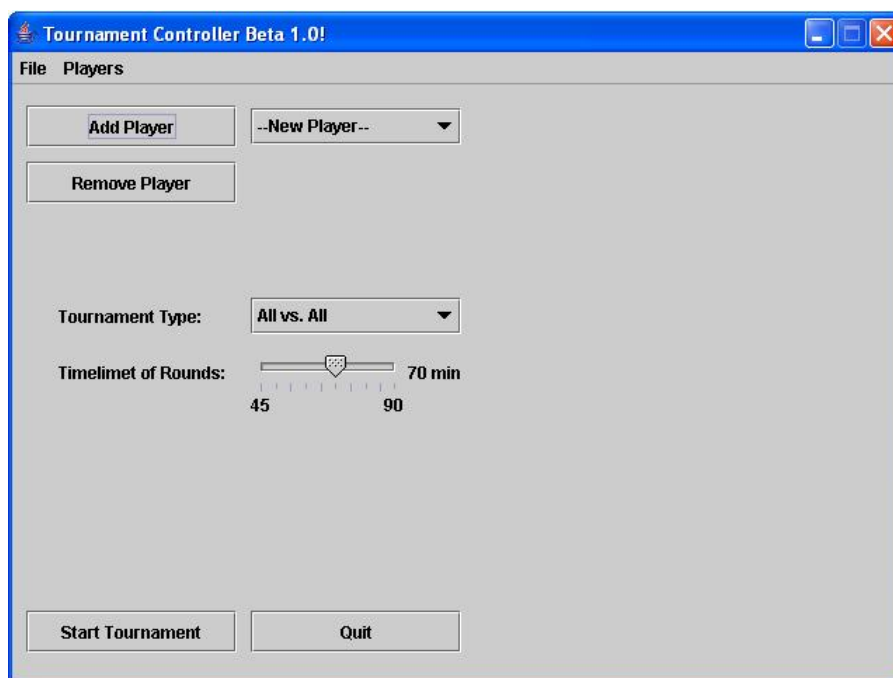 Tournament Controller Beta 1.0!
File Players
Add Player --New Player--
Remove Player
Tournament Type: All vs. All
Timelimet of Rounds: 70 min
45 90
Start Tournament Quit